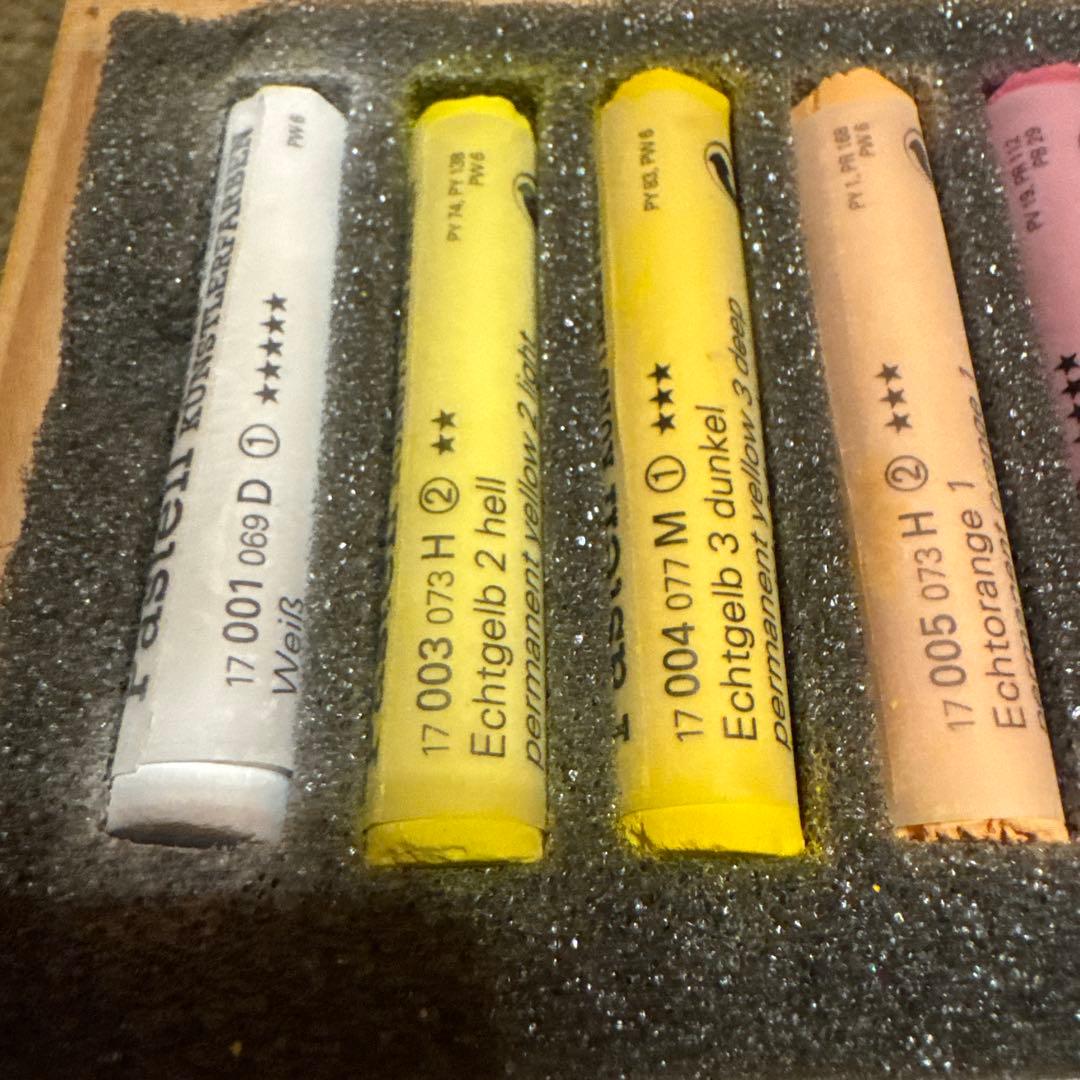 Pastell KÜNSTLERFARBEN
PW 6
17 001 069 D ① ★★★★★
Weiß
PY 74, PY 138
PW 6
17 003 073 H ② ★★
Echtgelb 2 hell
permanent yellow 2 light
PY 83, PW 6
17 004 077 M ① ★★★
Echtgelb 3 dunkel
permanent yellow 3 deep
PY 1, PR 188
PW 6
17 005 073 H ② ★★★
Echtorange 1